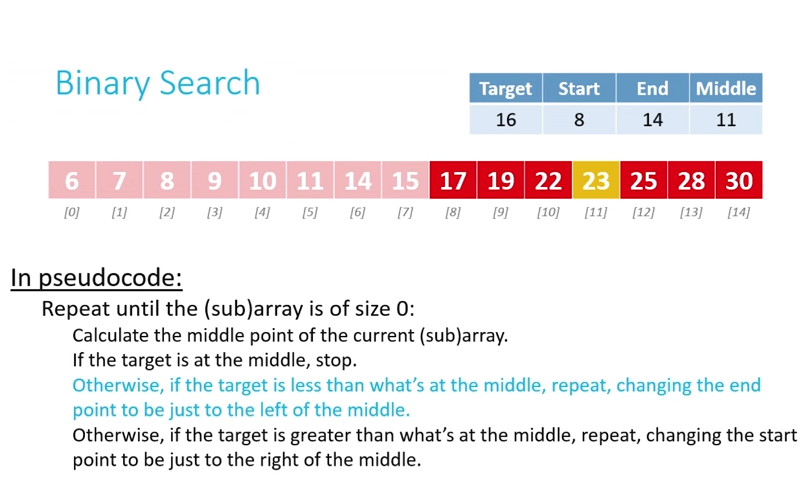 Binary Search
Target Start End Middle
16 8 14 11
6 7 8 9 10 11 14 15 17 19 22 23 25 28 30
[0] [1] [2] [3] [4] [5] [6] [7] [8] [9] [10] [11] [12] [13] [14]
In pseudocode:
Repeat until the (sub)array is of size 0:
Calculate the middle point of the current (sub)array.
If the target is at the middle, stop.
Otherwise, if the target is less than what’s at the middle, repeat, changing the end
point to be just to the left of the middle.
Otherwise, if the target is greater than what’s at the middle, repeat, changing the start
point to be just to the right of the middle.